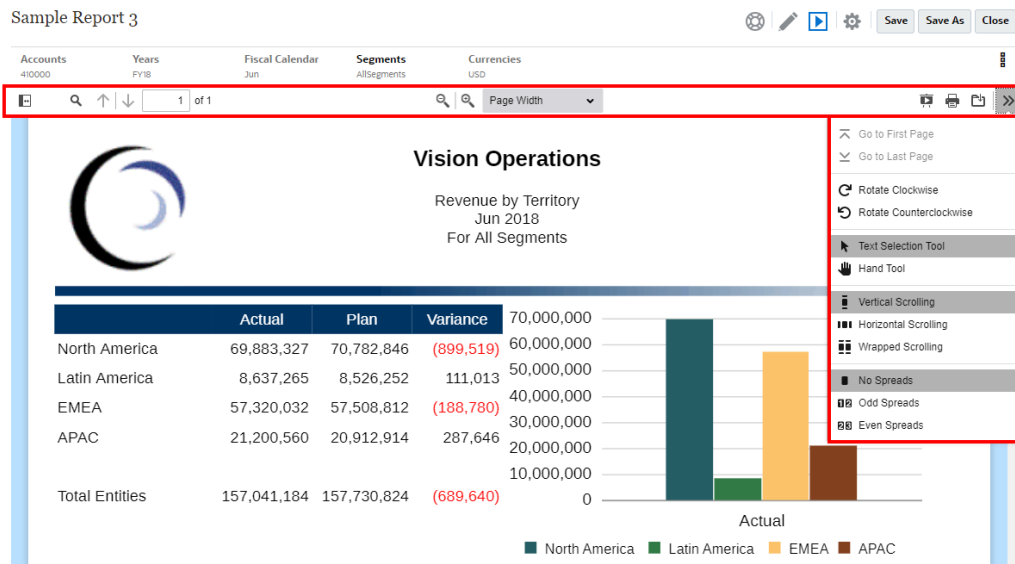 Sample Report 3
Save Save As Close
Accounts Years Fiscal Calendar Segments Currencies
410000 FY18 Jun AllSegments USD
1 of 1 Page Width
Go to First Page
Go to Last Page
Rotate Clockwise
Rotate Counterclockwise
Text Selection Tool
Hand Tool
Vertical Scrolling
Horizontal Scrolling
Wrapped Scrolling
No Spreads
Odd Spreads
Even Spreads
Vision Operations
Revenue by Territory
Jun 2018
For All Segments
Actual Plan Variance
North America 69,883,327 70,782,846 (899,519)
Latin America 8,637,265 8,526,252 111,013
EMEA 57,320,032 57,508,812 (188,780)
APAC 21,200,560 20,912,914 287,646
Total Entities 157,041,184 157,730,824 (689,640)
70,000,000
60,000,000
50,000,000
40,000,000
30,000,000
20,000,000
10,000,000
0
Actual
North America Latin America EMEA APAC